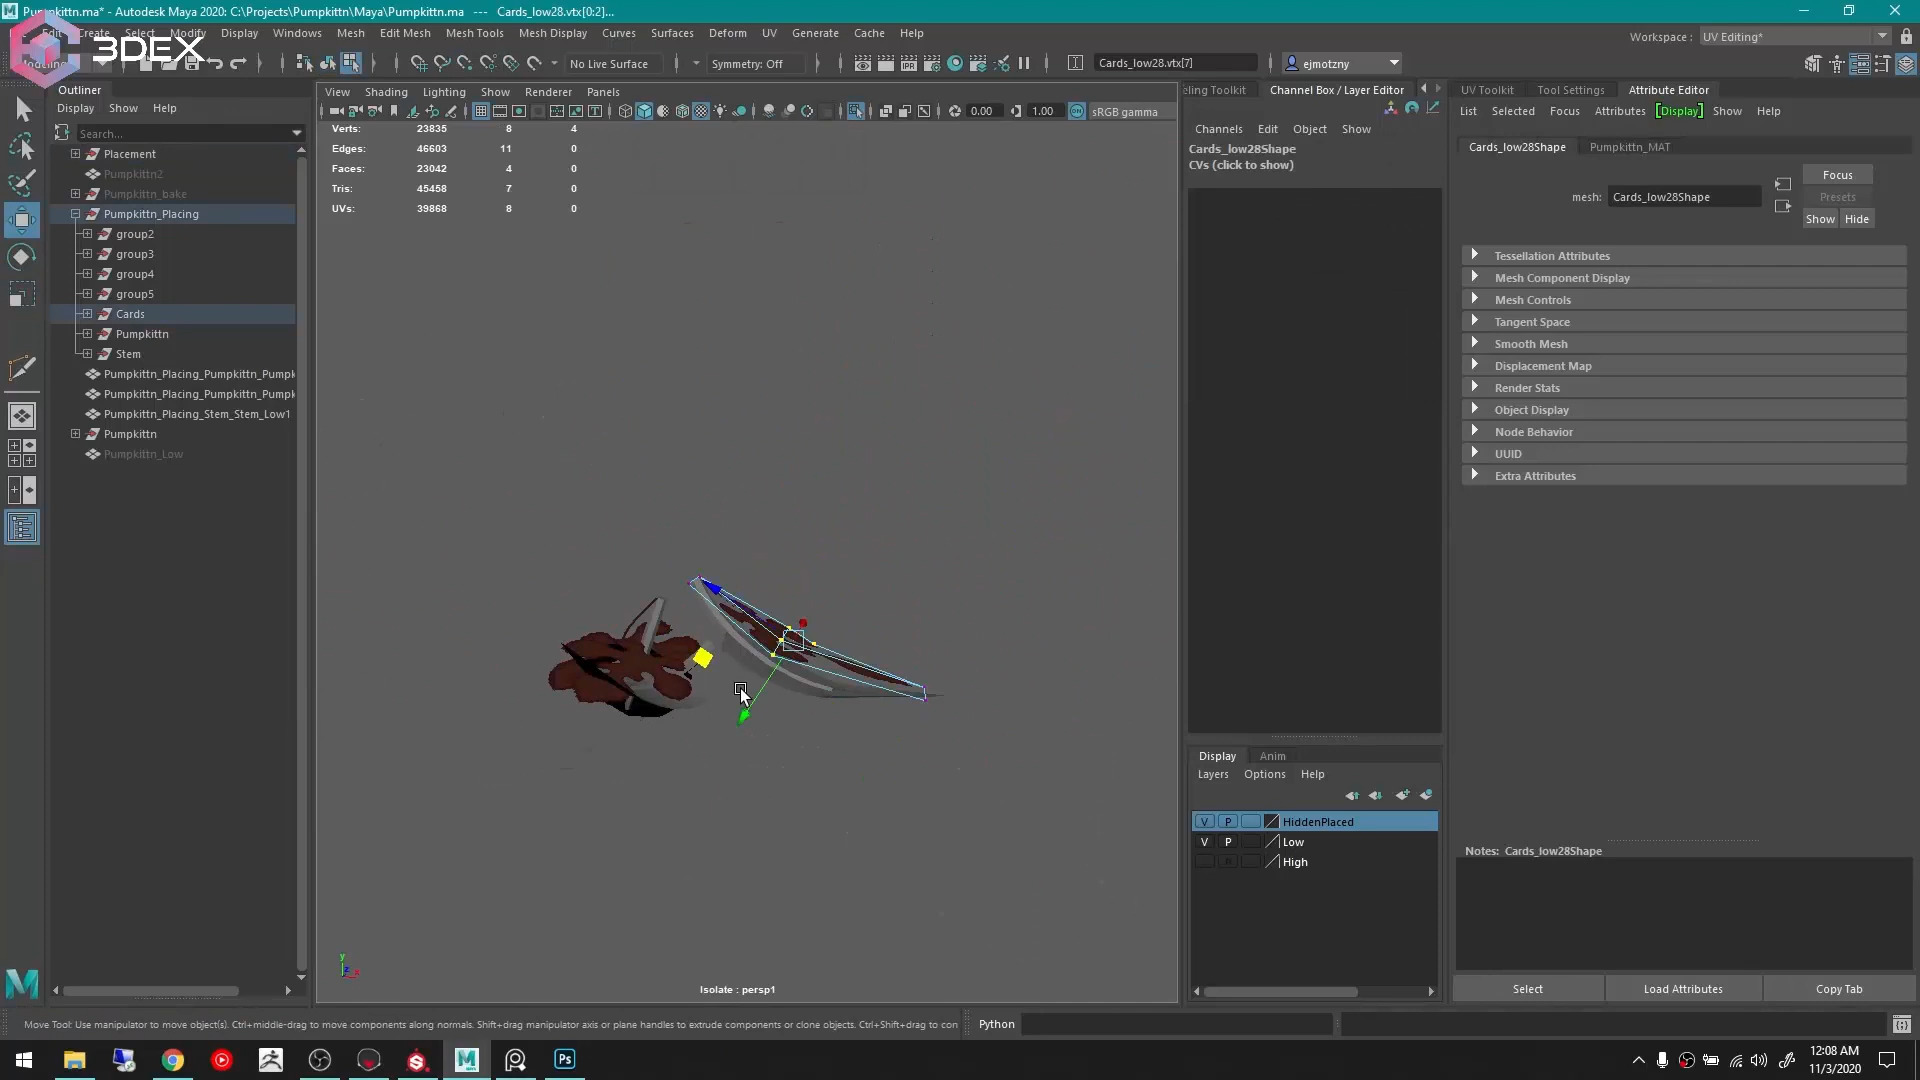 Pumpkittn.ma* - Autodesk Maya 2020: C:\Projects\Pumpkittn\Maya\Pumpkittn.ma --- Cards_low28.vtx[0:2]...
Edit Create Select Modify Display Windows Mesh Edit Mesh Mesh Tools Mesh Display Curves Surfaces Deform UV Generate Cache Help
Workspace : UV Editing*
3DEX
Modeling
No Live Surface
Symmetry: Off
Cards_low28.vtx[7]
ejmotzny
Outliner
Display Show Help
Search...
Placement
Pumpkittn2
Pumpkittn_bake
Pumpkittn_Placing
group2
group3
group4
group5
Cards
Pumpkittn
Stem
Pumpkittn_Placing_Pumpkittn_Pumpk
Pumpkittn_Placing_Pumpkittn_Pumpk
Pumpkittn_Placing_Stem_Stem_Low1
Pumpkittn
Pumpkittn_Low
View Shading Lighting Show Renderer Panels
0.00 1.00 sRGB gamma
Verts: 23835 8 4
Edges: 46603 11 0
Faces: 23042 4 0
Tris: 45458 7 0
UVs: 39868 8 0
y
z x
Isolate : persp1
eling Toolkit Channel Box / Layer Editor
Channels Edit Object Show
Cards_low28Shape
CVs (click to show)
Display Anim
Layers Options Help
V P HiddenPlaced
V P Low
High
UV Toolkit Tool Settings Attribute Editor
List Selected Focus Attributes [Display] Show Help
Cards_low28Shape Pumpkittn_MAT
Focus
mesh: Cards_low28Shape
Presets
Show Hide
Tessellation Attributes
Mesh Component Display
Mesh Controls
Tangent Space
Smooth Mesh
Displacement Map
Render Stats
Object Display
Node Behavior
UUID
Extra Attributes
Notes: Cards_low28Shape
Select Load Attributes Copy Tab
Move Tool: Use manipulator to move object(s). Ctrl+middle-drag to move components along normals. Shift+drag manipulator axis or plane handles to extrude components or clone objects. Ctrl+Shift+drag to con
Python
Ps
12:08 AM
11/3/2020